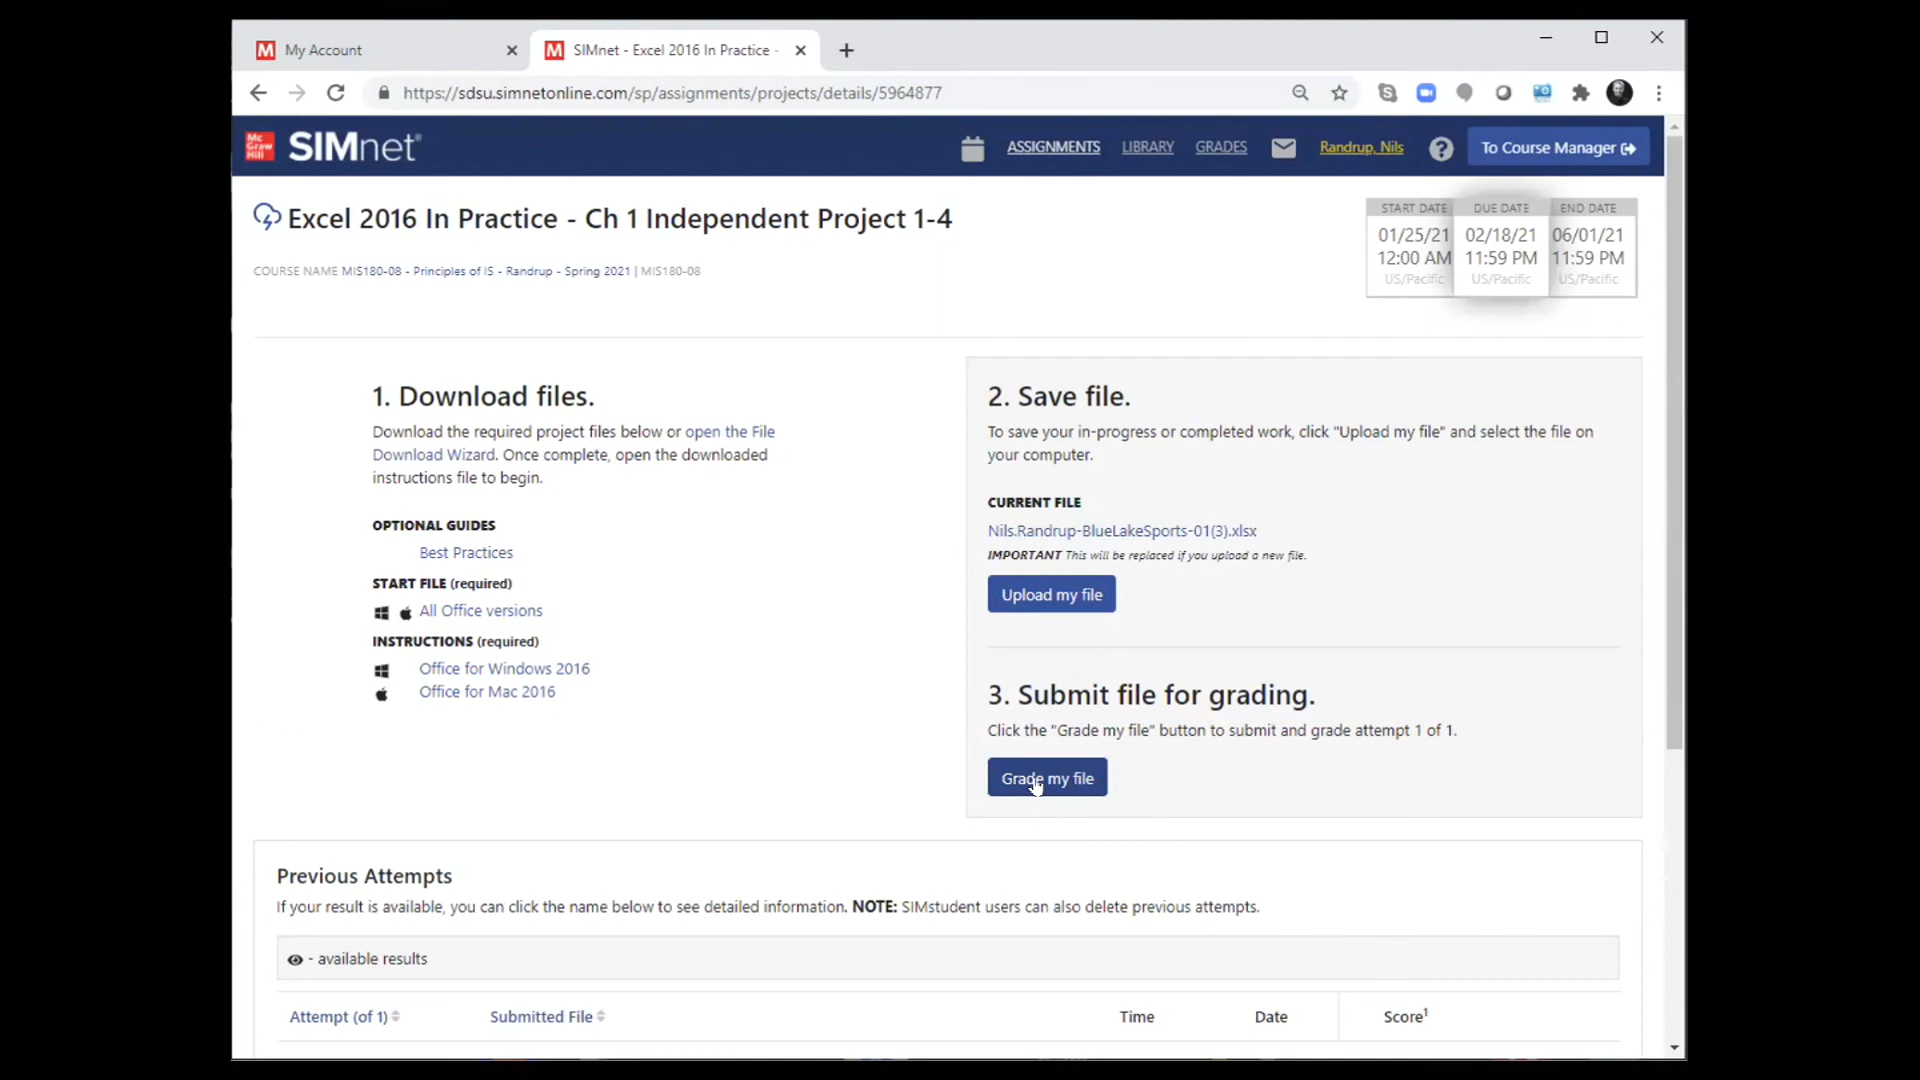 My Account
SIMnet - Excel 2016 In Practice -
https://sdsu.simnetonline.com/sp/assignments/projects/details/5964877
Mc Graw Hill
SIMnet®
ASSIGNMENTS
LIBRARY
GRADES
Randrup, Nils
To Course Manager
Excel 2016 In Practice - Ch 1 Independent Project 1-4
COURSE NAME MIS180-08 - Principles of IS - Randrup - Spring 2021 | MIS180-08
START DATE
01/25/21
12:00 AM
US/Pacific
DUE DATE
02/18/21
11:59 PM
US/Pacific
END DATE
06/01/21
11:59 PM
US/Pacific
1. Download files.
Download the required project files below or open the File
Download Wizard. Once complete, open the downloaded
instructions file to begin.
OPTIONAL GUIDES
Best Practices
START FILE (required)
All Office versions
INSTRUCTIONS (required)
Office for Windows 2016
Office for Mac 2016
2. Save file.
To save your in-progress or completed work, click "Upload my file" and select the file on
your computer.
CURRENT FILE
Nils.Randrup-BlueLakeSports-01(3).xlsx
IMPORTANT This will be replaced if you upload a new file.
Upload my file
3. Submit file for grading.
Click the "Grade my file" button to submit and grade attempt 1 of 1.
Grade my file
Previous Attempts
If your result is available, you can click the name below to see detailed information. NOTE: SIMstudent users can also delete previous attempts.
- available results
Attempt (of 1)
Submitted File
Time
Date
Score1